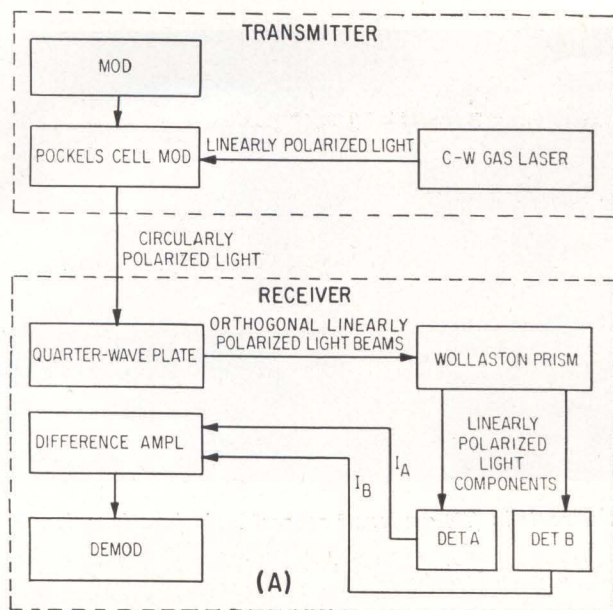 TRANSMITTER
MOD
POCKELS CELL MOD
LINEARLY POLARIZED LIGHT
C-W GAS LASER
CIRCULARLY
POLARIZED LIGHT
RECEIVER
QUARTER-WAVE PLATE
ORTHOGONAL LINEARLY
POLARIZED LIGHT BEAMS
WOLLASTON PRISM
DIFFERENCE AMPL
LINEARLY
POLARIZED
LIGHT
COMPONENTS
I_A
I_B
DEMOD
DET A
DET B
(A)